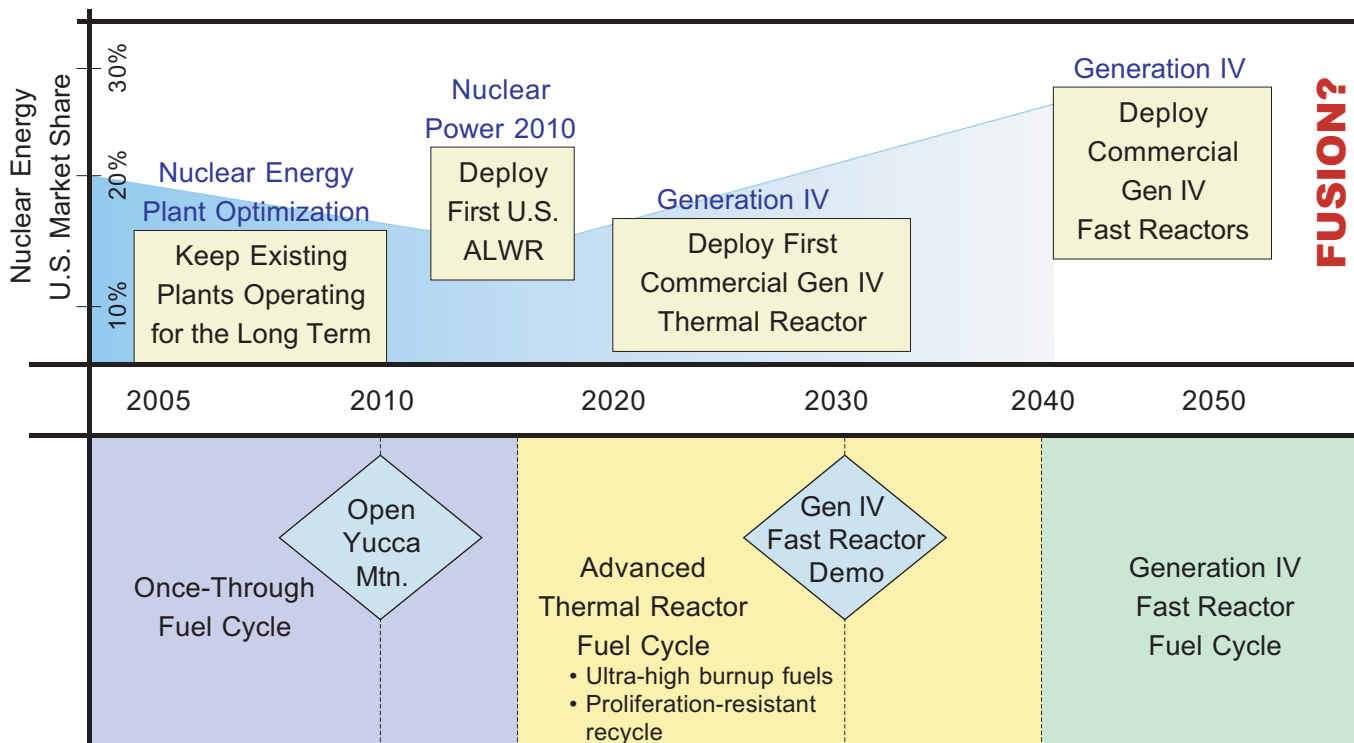 Nuclear Energy
U.S. Market Share
30%
20%
10%
Nuclear Energy
Plant Optimization
Keep Existing
Plants Operating
for the Long Term
Nuclear
Power 2010
Deploy
First U.S.
ALWR
Generation IV
Deploy First
Commercial Gen IV
Thermal Reactor
Generation IV
Deploy
Commercial
Gen IV
Fast Reactors
FUSION?
2005 2010 2020 2030 2040 2050
Once-Through
Fuel Cycle
Open
Yucca
Mtn.
Advanced
Thermal Reactor
Fuel Cycle
• Ultra-high burnup fuels
• Proliferation-resistant
recycle
Gen IV
Fast Reactor
Demo
Generation IV
Fast Reactor
Fuel Cycle